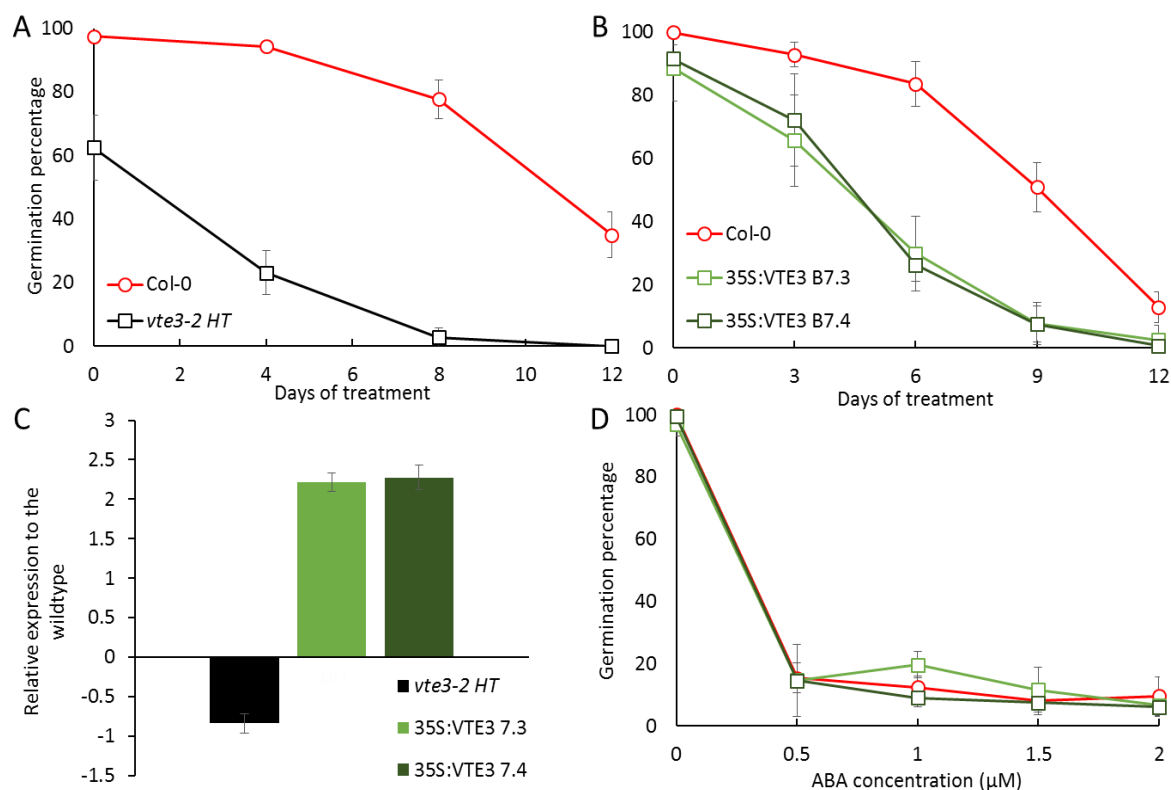 A
Germination percentage
100
80
60
40
20
0
Col-0
vte3-2 HT
0 2 4 6 8 10 12
Days of treatment
B
Germination percentage
100
80
60
40
20
0
Col-0
35S:VTE3 B7.3
35S:VTE3 B7.4
0 3 6 9 12
Days of treatment
C
Relative expression to the
wildtype
3
2.5
2
1.5
1
0.5
0
-0.5
-1
-1.5
vte3-2 HT
35S:VTE3 7.3
35S:VTE3 7.4
D
Germination percentage
100
80
60
40
20
0
0 0.5 1 1.5 2
ABA concentration (µM)